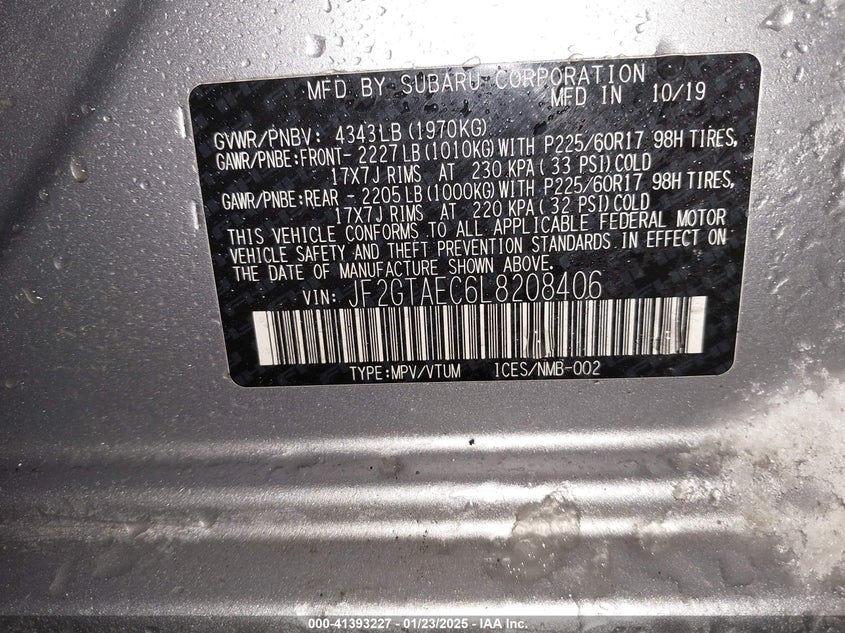 MFD BY SUBARU CORPORATION
MFD IN 10/19
GVWR/PNBV: 4343LB (1970KG)
GAWR/PNBE:FRONT- 2227LB (1010KG) WITH P225/60R17 98H TIRES,
17X7J RIMS AT 230 KPA ( 33 PSI) COLD
GAWR/PNBE:REAR - 2205LB (1000KG) WITH P225/60R17 98H TIRES,
17X7J RIMS AT 220 KPA ( 32 PSI) COLD
THIS VEHICLE CONFORMS TO ALL APPLICABLE FEDERAL MOTOR
VEHICLE SAFETY AND THEFT PREVENTION STANDARDS IN EFFECT ON
THE DATE OF MANUFACTURE SHOWN ABOVE.
VIN: JF2GTAEC6L8208406
TYPE:MPV/VTUM ICES/NMB-002
000-41393227 - 01/23/2025 - IAA Inc.